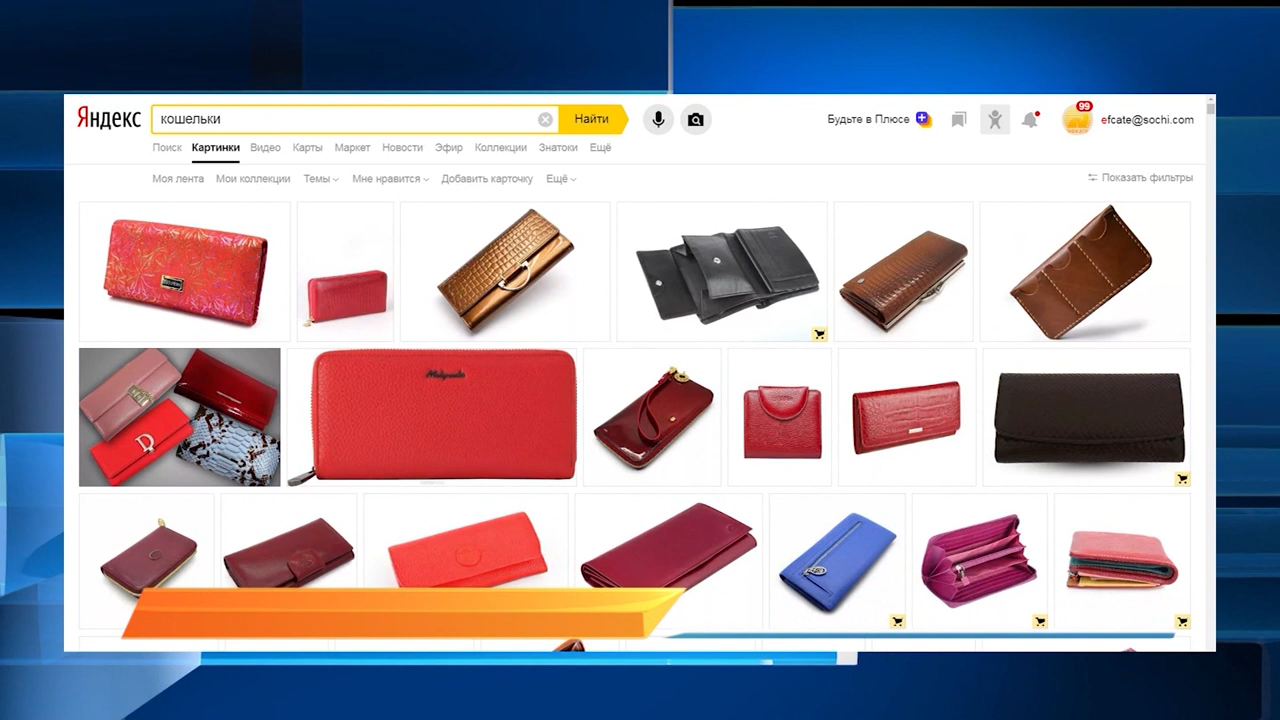 Яндекс
кошельки
Найти
Будьте в Плюсе
99
efcate@sochi.com
Поиск Картинки Видео Карты Маркет Новости Эфир Коллекции Знатоки Ещё
Моя лента Мои коллекции Темы Мне нравится Добавить карточку Ещё
Показать фильтры